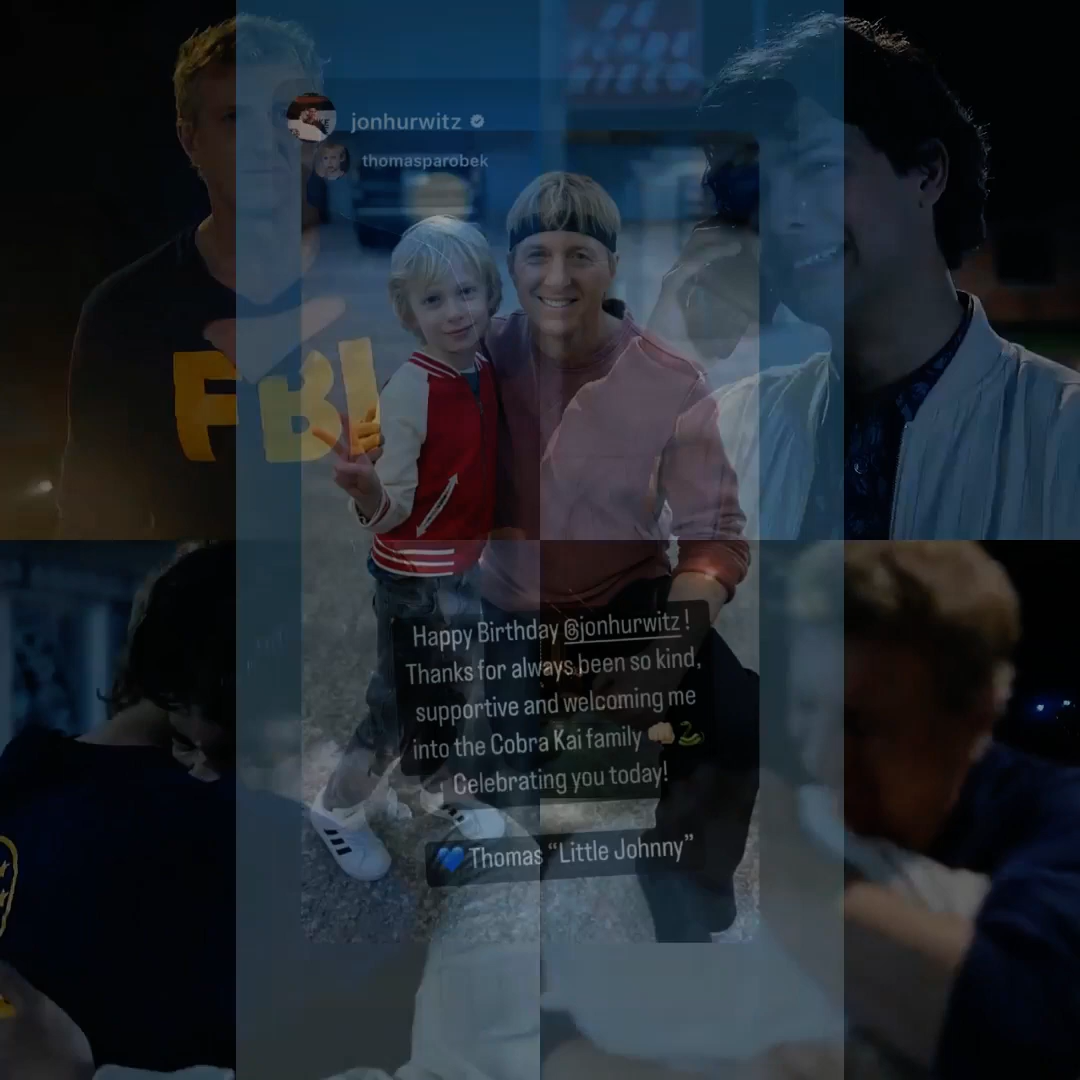 jonhurwitz
thomasparobek
FBI
Happy Birthday @jonhurwitz !
Thanks for always been so kind,
supportive and welcoming me
into the Cobra Kai family 👊🏻🐍
Celebrating you today!
💙 Thomas “Little Johnny”